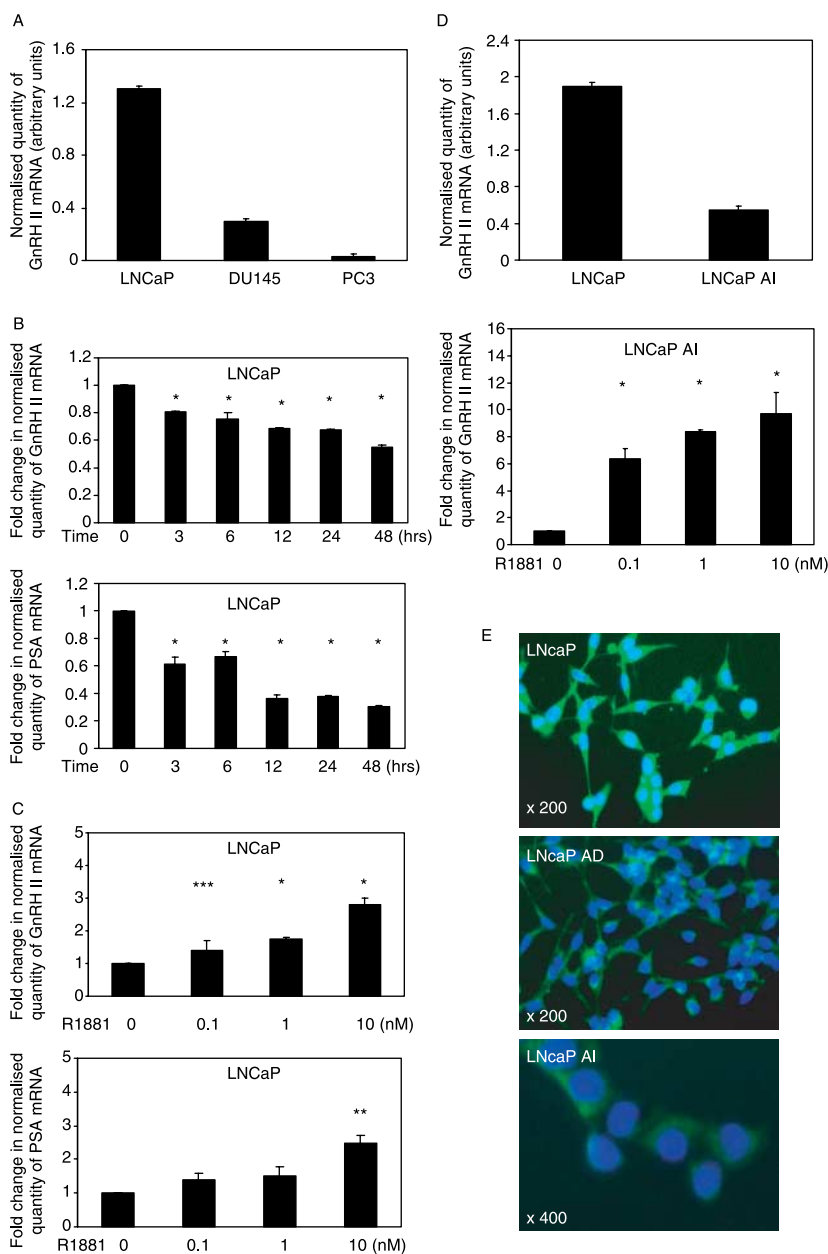 A
Normalised quantity of
GnRH II mRNA (arbitrary units)
1.6
1.2
0.8
0.4
0
LNCaP DU145 PC3
B
Fold change in normalised
quantity of GnRH II mRNA
LNCaP
1.2
1
0.8
0.6
0.4
0.2
0
* * * * *
Time 0 3 6 12 24 48 (hrs)
Fold change in normalised
quantity of PSA mRNA
LNCaP
1.2
1
0.8
0.6
0.4
0.2
0
* * * * *
Time 0 3 6 12 24 48 (hrs)
C
Fold change in normalised
quantity of GnRH II mRNA
LNCaP
5
4
3
2
1
0
*** * *
R1881 0 0.1 1 10 (nM)
Fold change in normalised
quantity of PSA mRNA
LNCaP
5
4
3
2
1
0
**
R1881 0 0.1 1 10 (nM)
D
Normalised quantity of
GnRH II mRNA (arbitrary units)
2.4
2
1.6
1.2
0.8
0.4
0
LNCaP LNCaP AI
Fold change in normalised
quantity of GnRH II mRNA
LNCaP AI
16
14
12
10
8
6
4
2
0
* * *
R1881 0 0.1 1 10 (nM)
E
LNcaP
x 200
LNcaP AD
x 200
LNcaP AI
x 400